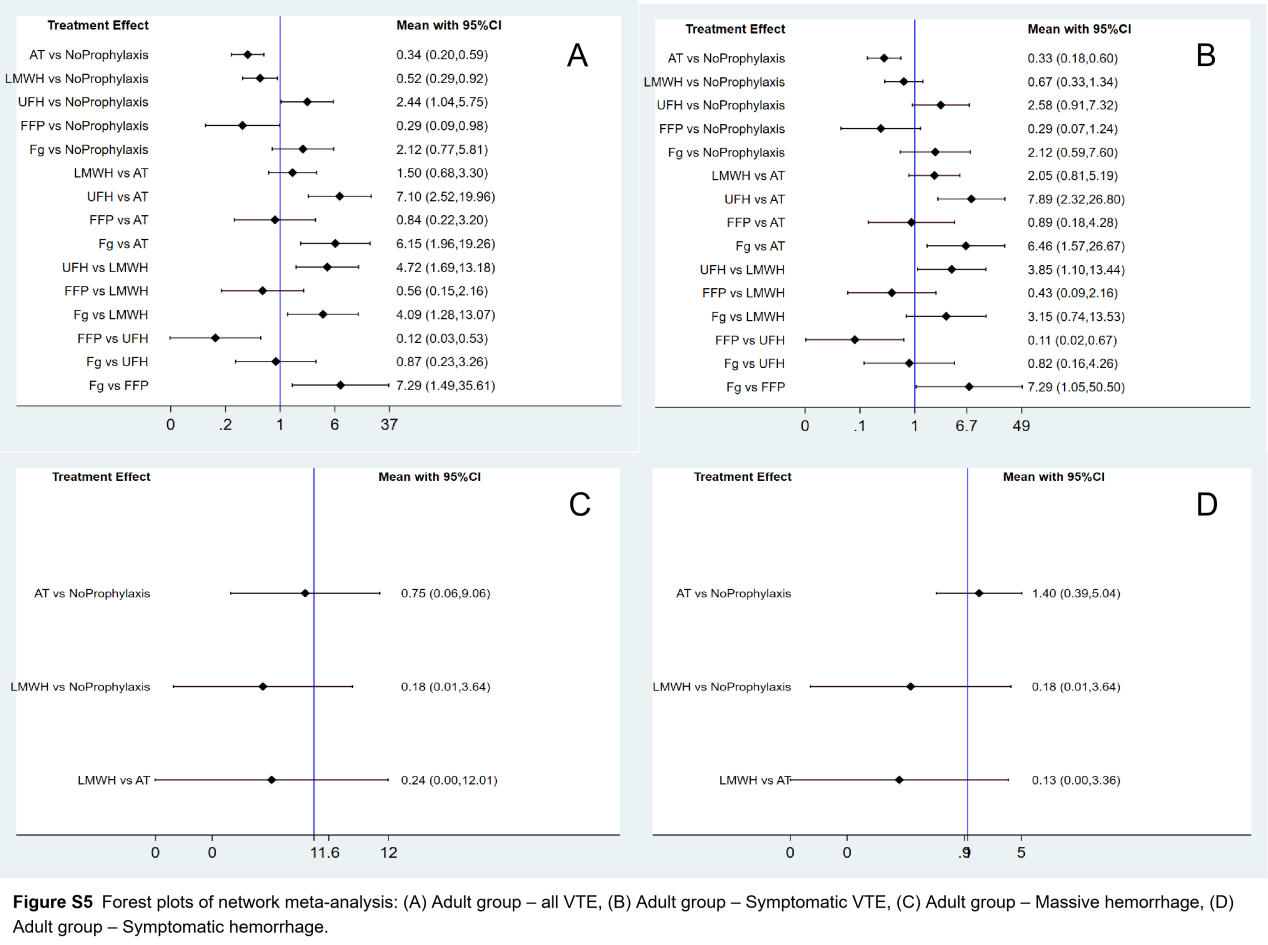 Treatment Effect Mean with 95%CI
A
AT vs NoProphylaxis 0.34 (0.20,0.59)
LMWH vs NoProphylaxis 0.52 (0.29,0.92)
UFH vs NoProphylaxis 2.44 (1.04,5.75)
FFP vs NoProphylaxis 0.29 (0.09,0.98)
Fg vs NoProphylaxis 2.12 (0.77,5.81)
LMWH vs AT 1.50 (0.68,3.30)
UFH vs AT 7.10 (2.52,19.96)
FFP vs AT 0.84 (0.22,3.20)
Fg vs AT 6.15 (1.96,19.26)
UFH vs LMWH 4.72 (1.69,13.18)
FFP vs LMWH 0.56 (0.15,2.16)
Fg vs LMWH 4.09 (1.28,13.07)
FFP vs UFH 0.12 (0.03,0.53)
Fg vs UFH 0.87 (0.23,3.26)
Fg vs FFP 7.29 (1.49,35.61)
0 .2 1 6 37
Treatment Effect Mean with 95%CI
B
AT vs NoProphylaxis 0.33 (0.18,0.60)
LMWH vs NoProphylaxis 0.67 (0.33,1.34)
UFH vs NoProphylaxis 2.58 (0.91,7.32)
FFP vs NoProphylaxis 0.29 (0.07,1.24)
Fg vs NoProphylaxis 2.12 (0.59,7.60)
LMWH vs AT 2.05 (0.81,5.19)
UFH vs AT 7.89 (2.32,26.80)
FFP vs AT 0.89 (0.18,4.28)
Fg vs AT 6.46 (1.57,26.67)
UFH vs LMWH 3.85 (1.10,13.44)
FFP vs LMWH 0.43 (0.09,2.16)
Fg vs LMWH 3.15 (0.74,13.53)
FFP vs UFH 0.11 (0.02,0.67)
Fg vs UFH 0.82 (0.16,4.26)
Fg vs FFP 7.29 (1.05,50.50)
0 .1 1 6.7 49
Treatment Effect Mean with 95%CI
C
AT vs NoProphylaxis 0.75 (0.06,9.06)
LMWH vs NoProphylaxis 0.18 (0.01,3.64)
LMWH vs AT 0.24 (0.00,12.01)
0 0 11.6 12
Treatment Effect Mean with 95%CI
D
AT vs NoProphylaxis 1.40 (0.39,5.04)
LMWH vs NoProphylaxis 0.18 (0.01,3.64)
LMWH vs AT 0.13 (0.00,3.36)
0 0 5
Figure S5 Forest plots of network meta-analysis: (A) Adult group – all VTE, (B) Adult group – Symptomatic VTE, (C) Adult group – Massive hemorrhage, (D)
Adult group – Symptomatic hemorrhage.